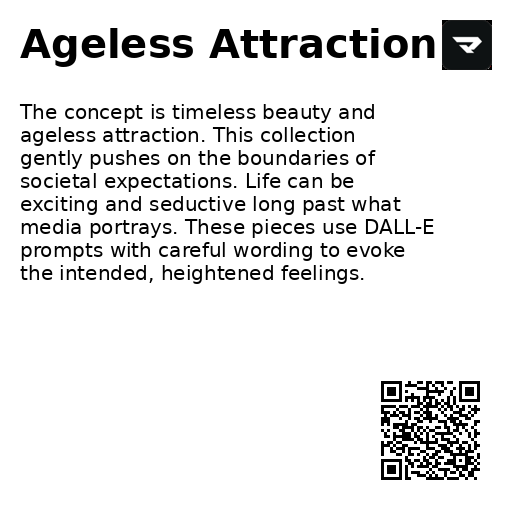 Ageless Attraction
The concept is timeless beauty and
ageless attraction. This collection
gently pushes on the boundaries of
societal expectations. Life can be
exciting and seductive long past what
media portrays. These pieces use DALL-E
prompts with careful wording to evoke
the intended, heightened feelings.